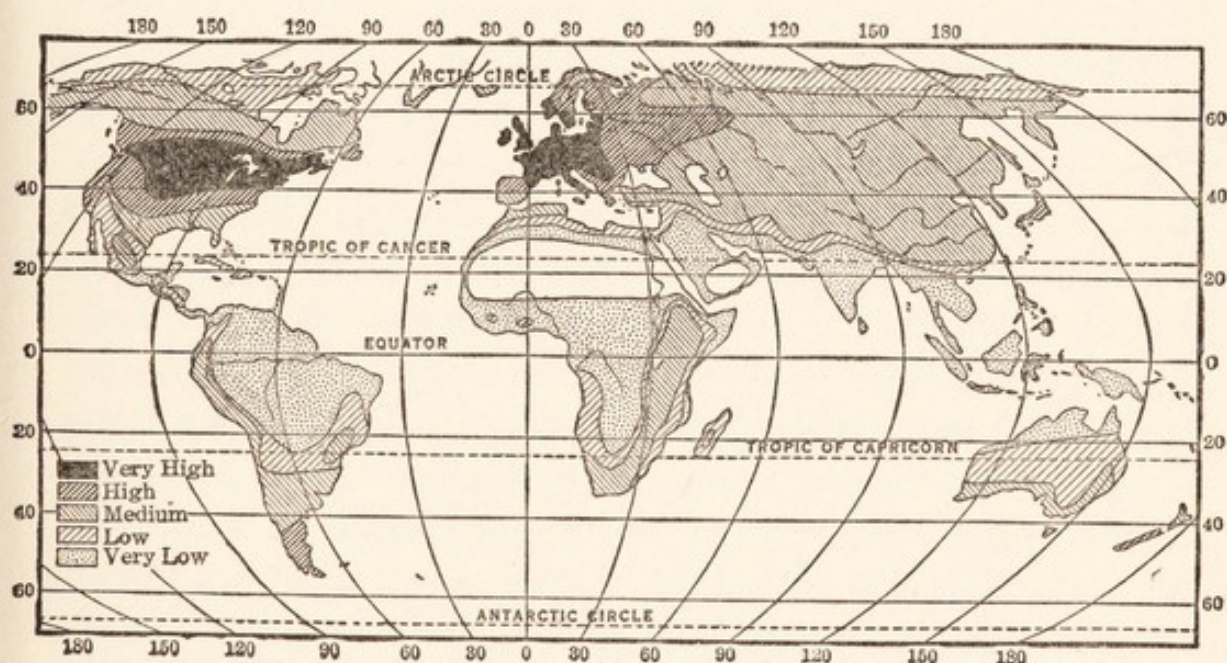 180 150 120 90 60 30 0 30 60 90 120 150 180
ARCTIC CIRCLE
60 60
40 40
TROPIC OF CANCER
20 20
EQUATOR
0 0
20 20
TROPIC OF CAPRICORN
Very High
High
Medium
40 40
Low
Very Low
60 60
ANTARCTIC CIRCLE
180 150 120 90 60 30 0 30 60 90 120 150 180